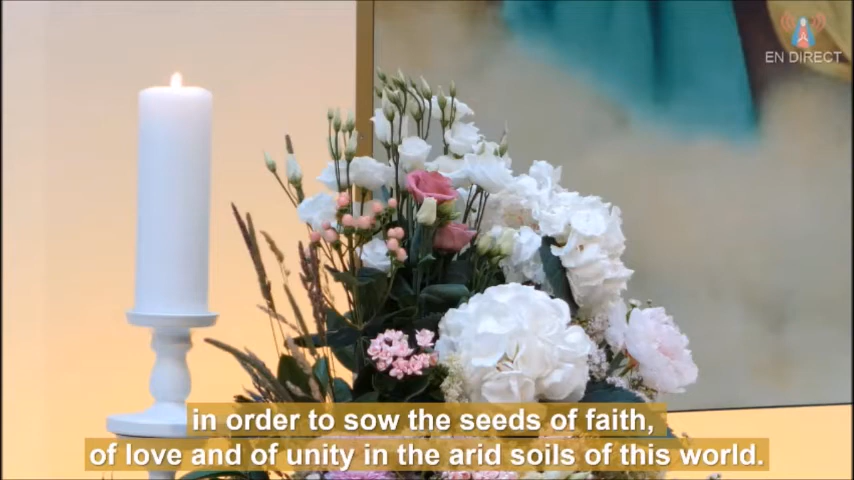 EN DIRECT
in order to sow the seeds of faith,
of love and of unity in the arid soils of this world.